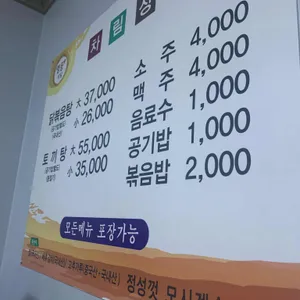 차림상
닭볶음탕 大 37,000
小 26,000
토끼탕 大 55,000
小 35,000
소주 4,000
맥주 4,000
음료수 1,000
공기밥 1,000
볶음밥 2,000
모든메뉴 포장가능
정성껏 모시겠